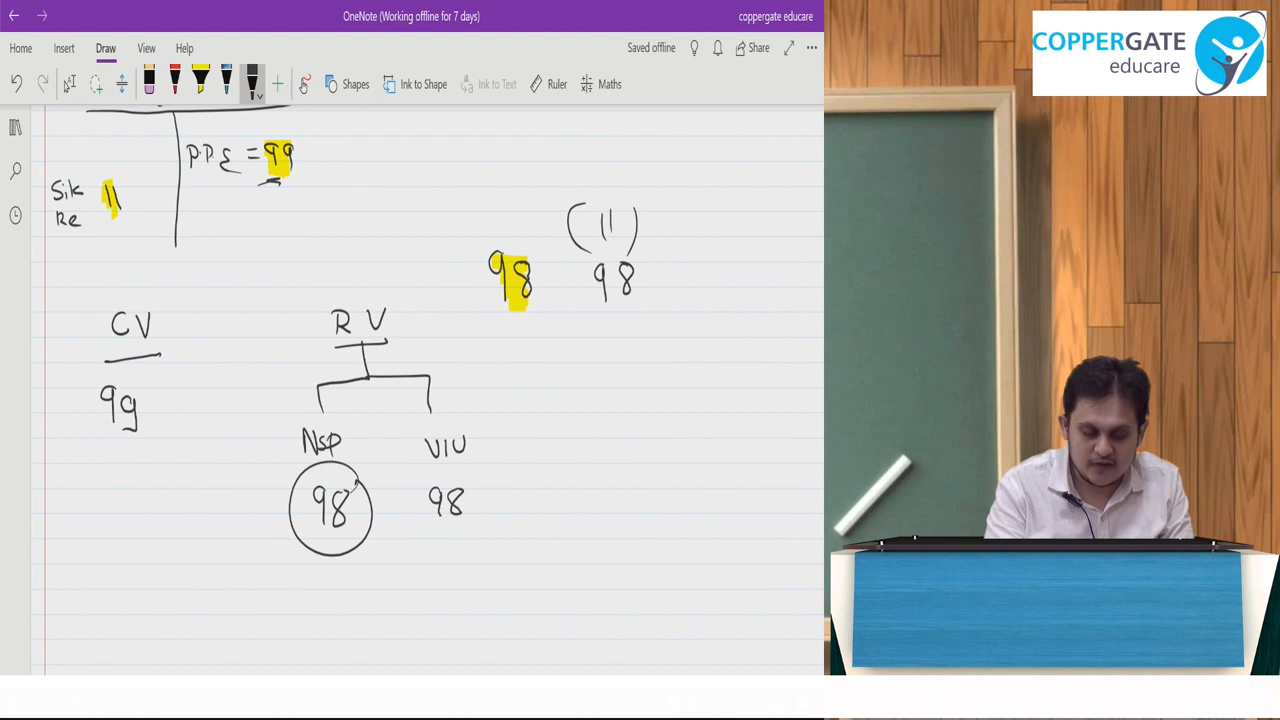 OneNote (Working offline for 7 days)
coppergate educare
Home Insert Draw View Help
Saved offline
Share
Shapes
Ink to Shape
Ink to Text
Ruler
Maths
COPPERGATE
educare
P.P.E = 99
Sik 11
Re
(11)
98 98
CV
R V
99
NSP VIU
98 98